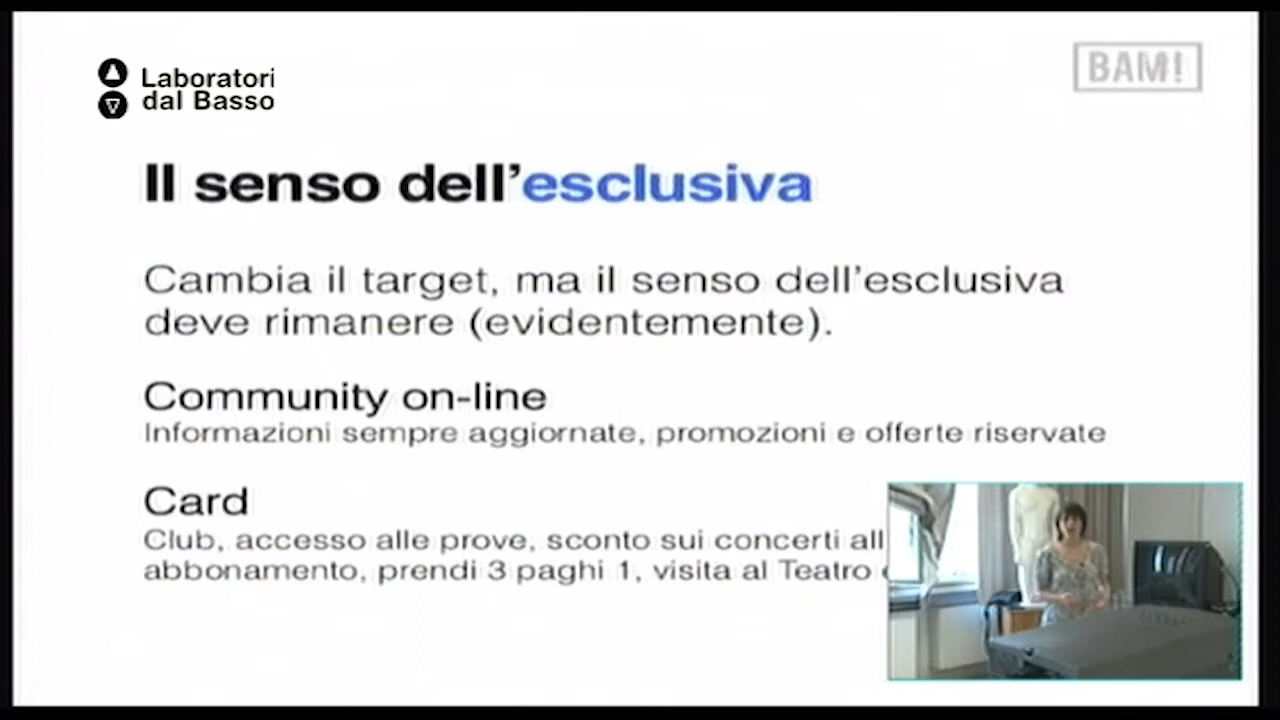 Laboratori
dal Basso
BAM!
Il senso dell’esclusiva
Cambia il target, ma il senso dell’esclusiva
deve rimanere (evidentemente).
Community on-line
Informazioni sempre aggiornate, promozioni e offerte riservate
Card
Club, accesso alle prove, sconto sui concerti all
abbonamento, prendi 3 paghi 1, visita al Teatro